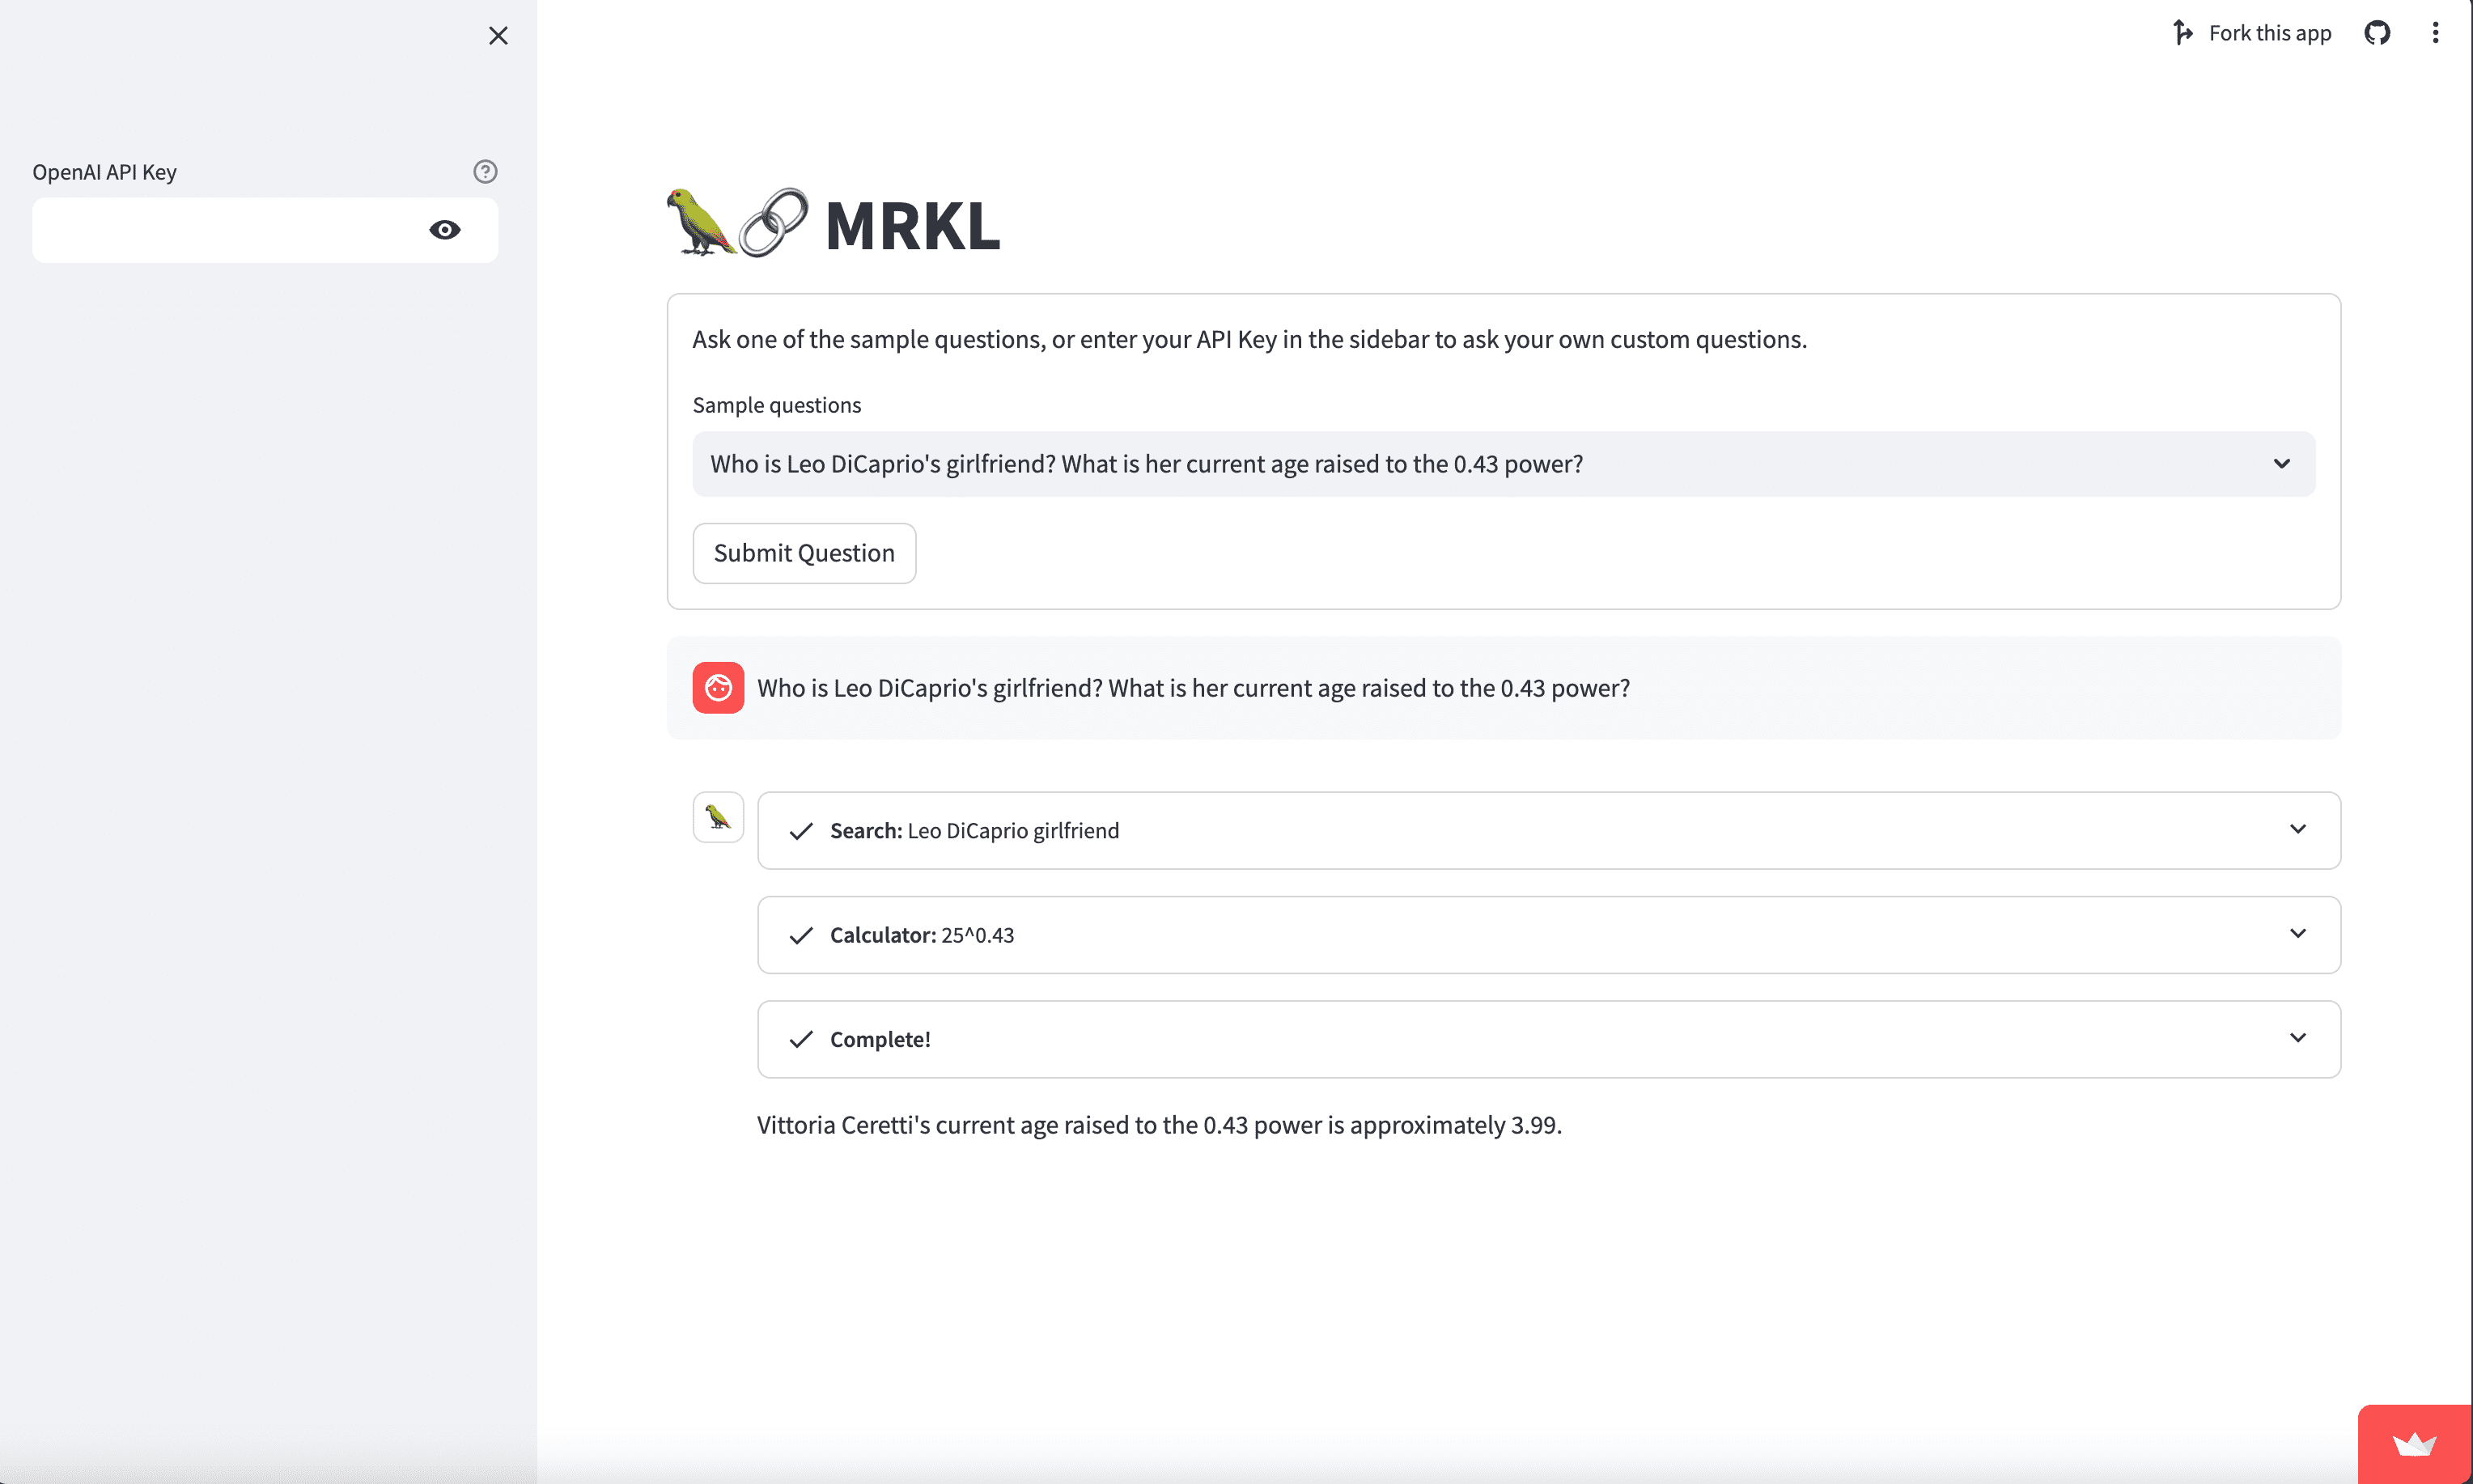 Fork this app
OpenAI API Key
MRKL
Ask one of the sample questions, or enter your API Key in the sidebar to ask your own custom questions.
Sample questions
Who is Leo DiCaprio's girlfriend? What is her current age raised to the 0.43 power?
Submit Question
Who is Leo DiCaprio's girlfriend? What is her current age raised to the 0.43 power?
Search: Leo DiCaprio girlfriend
Calculator: 25^0.43
Complete!
Vittoria Ceretti's current age raised to the 0.43 power is approximately 3.99.